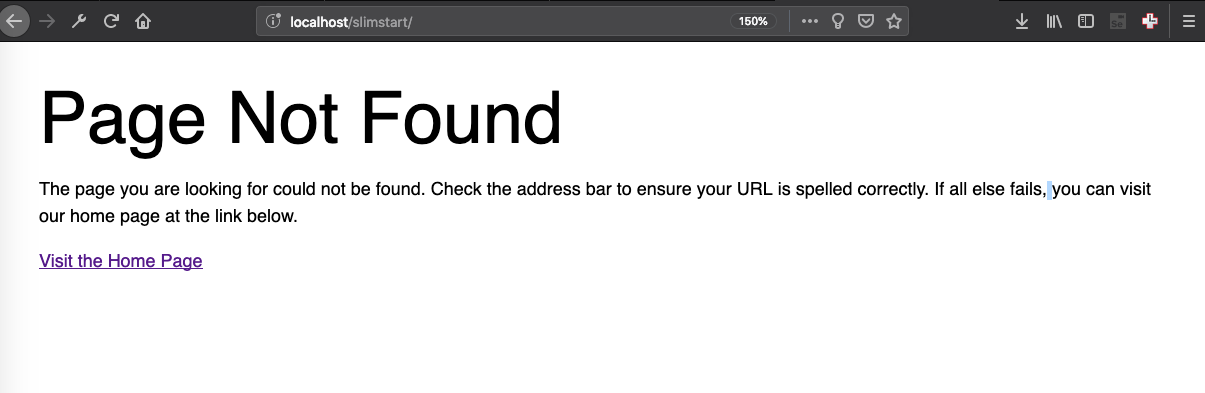 localhost/slimstart/
150%
Page Not Found
The page you are looking for could not be found. Check the address bar to ensure your URL is spelled correctly. If all else fails, you can visit
our home page at the link below.
Visit the Home Page